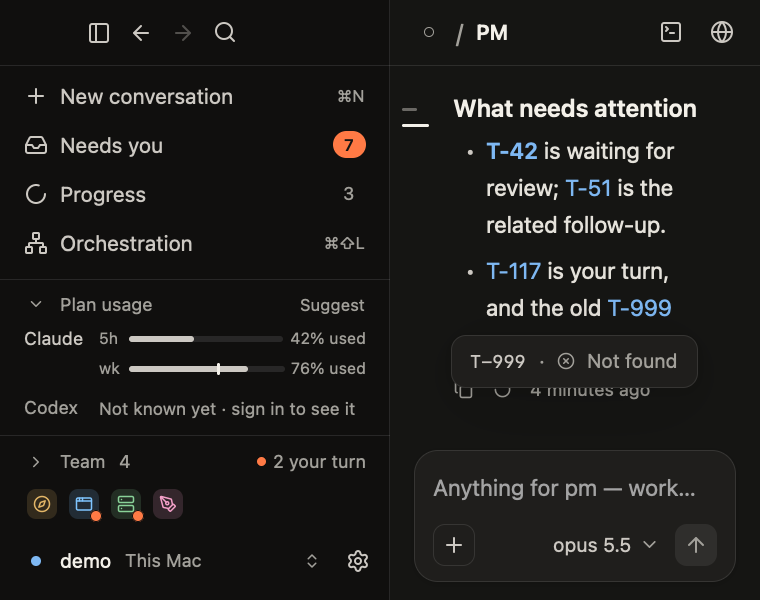 / PM
New conversation ⌘N
Needs you 7
Progress 3
Orchestration ⌘⇧L
Plan usage Suggest
Claude 5h 42% used
wk 76% used
Codex Not known yet · sign in to see it
Team 4 2 your turn
demo This Mac
What needs attention
• T-42 is waiting for
review; T-51 is the
related follow-up.
• T-117 is your turn,
and the old T-999
T–999 · Not found
4 minutes ago
Anything for pm — work...
opus 5.5